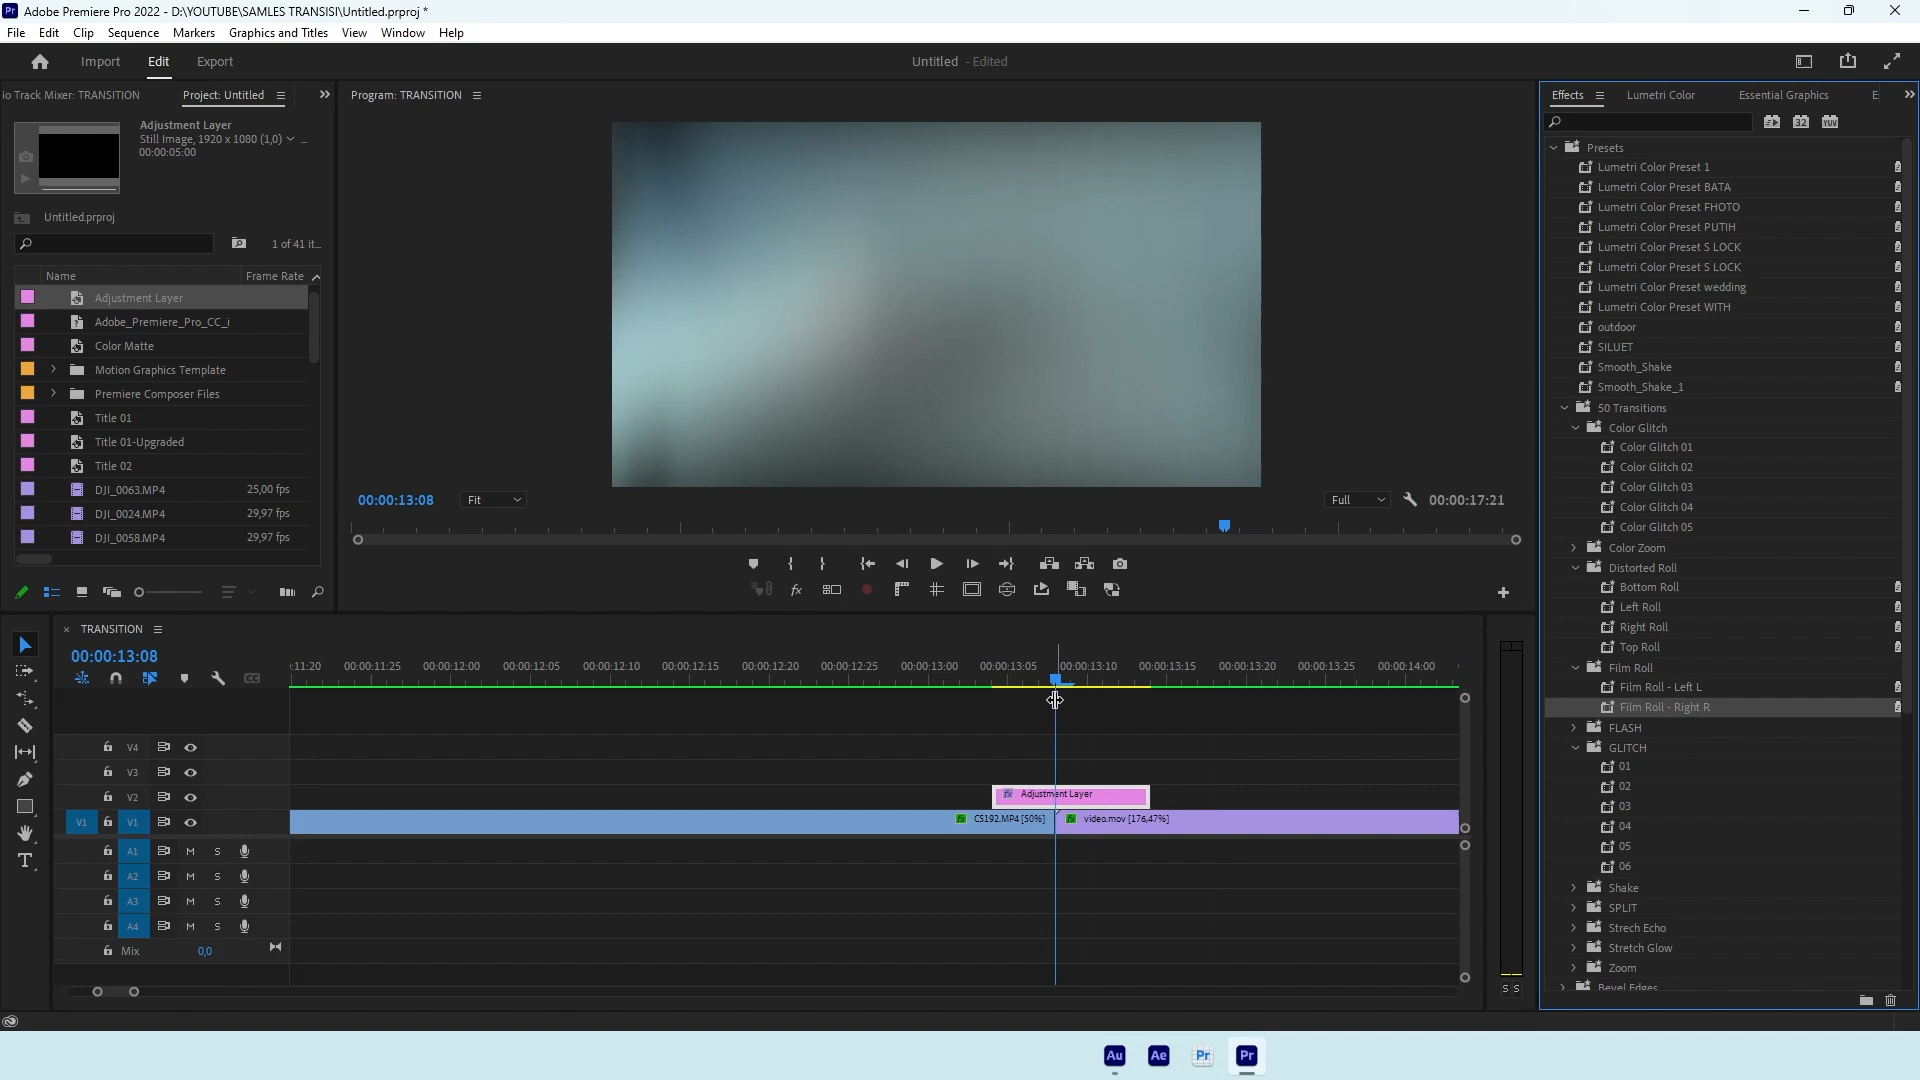 Pr Adobe Premiere Pro 2022 - D:\YOUTUBE\SAMLES TRANSISI\Untitled.prproj *
File Edit Clip Sequence Markers Graphics and Titles View Window Help
Import Edit Export Untitled - Edited
io Track Mixer: TRANSITION Project: Untitled
Adjustment Layer
Still Image, 1920 x 1080 (1,0) ...
00:00:05:00
Untitled.prproj
1 of 41 it...
Name Frame Rate
Adjustment Layer
Adobe_Premiere_Pro_CC_i
Color Matte
Motion Graphics Template
Premiere Composer Files
Title 01
Title 01-Upgraded
Title 02
DJI_0063.MP4 25,00 fps
DJI_0024.MP4 29,97 fps
DJI_0058.MP4 29,97 fps
Program: TRANSITION
00:00:13:08 Fit Full 00:00:17:21
fx
Effects Lumetri Color Essential Graphics E
32 YUV
Presets
Lumetri Color Preset 1
Lumetri Color Preset BATA
Lumetri Color Preset FHOTO
Lumetri Color Preset PUTIH
Lumetri Color Preset S LOCK
Lumetri Color Preset S LOCK
Lumetri Color Preset wedding
Lumetri Color Preset WITH
outdoor
SILUET
Smooth_Shake
Smooth_Shake_1
50 Transitions
Color Glitch
Color Glitch 01
Color Glitch 02
Color Glitch 03
Color Glitch 04
Color Glitch 05
Color Zoom
Distorted Roll
Bottom Roll
Left Roll
Right Roll
Top Roll
Film Roll
Film Roll - Left L
Film Roll - Right R
FLASH
GLITCH
01
02
03
04
05
06
Shake
SPLIT
Strech Echo
Stretch Glow
Zoom
Bevel Edges
× TRANSITION
00:00:13:08
:11:20 00:00:11:25 00:00:12:00 00:00:12:05 00:00:12:10 00:00:12:15 00:00:12:20 00:00:12:25 00:00:13:00 00:00:13:05 00:00:13:10 00:00:13:15 00:00:13:20 00:00:13:25 00:00:14:00
CC
V4
V3
V2 fx Adjustment Layer
V1 V1 fx CS192.MP4 [50%] fx video.mov [176,47%]
A1 M S
A2 M S
A3 M S
A4 M S
Mix 0,0
S S
T
Au Ae Pr Pr